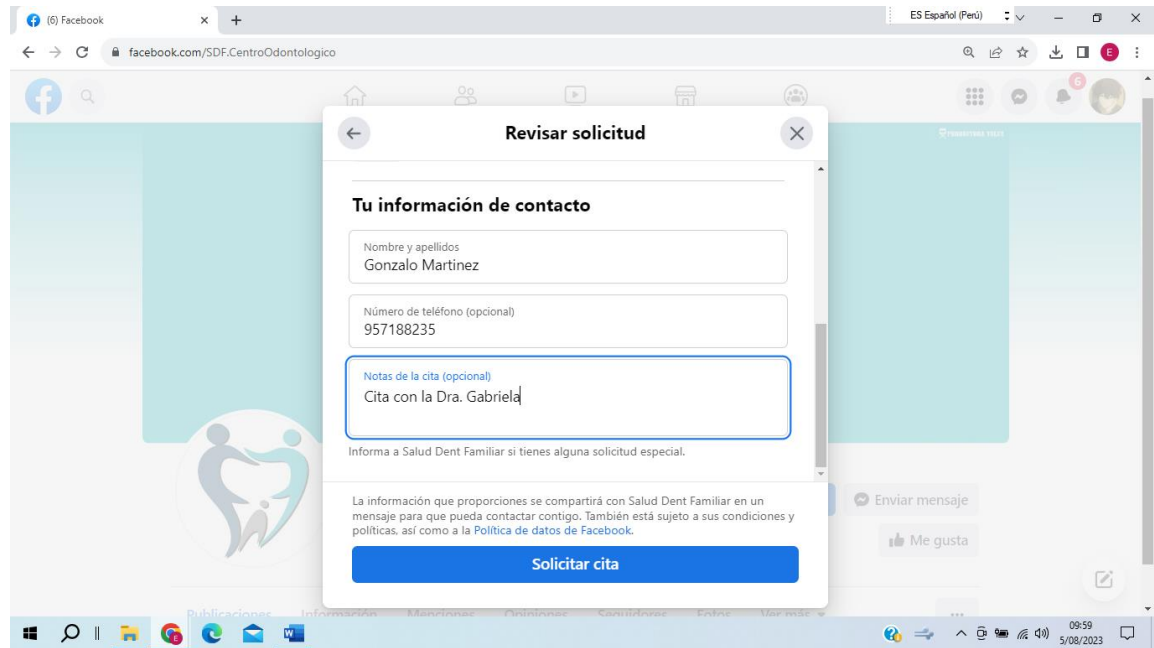 (6) Facebook
ES Español (Perú)
facebook.com/SDF.CentroOdontologico
E
6
Revisar solicitud
Tu información de contacto
Nombre y apellidos
Gonzalo Martinez
Número de teléfono (opcional)
957188235
Notas de la cita (opcional)
Cita con la Dra. Gabriela
Informa a Salud Dent Familiar si tienes alguna solicitud especial.
La información que proporciones se compartirá con Salud Dent Familiar en un
mensaje para que pueda contactar contigo. También está sujeto a sus condiciones y
políticas, así como a la Política de datos de Facebook.
Enviar mensaje
Me gusta
Solicitar cita
Publicaciones Información Menciones Opiniones Seguidores Fotos Ver más
09:59
5/08/2023